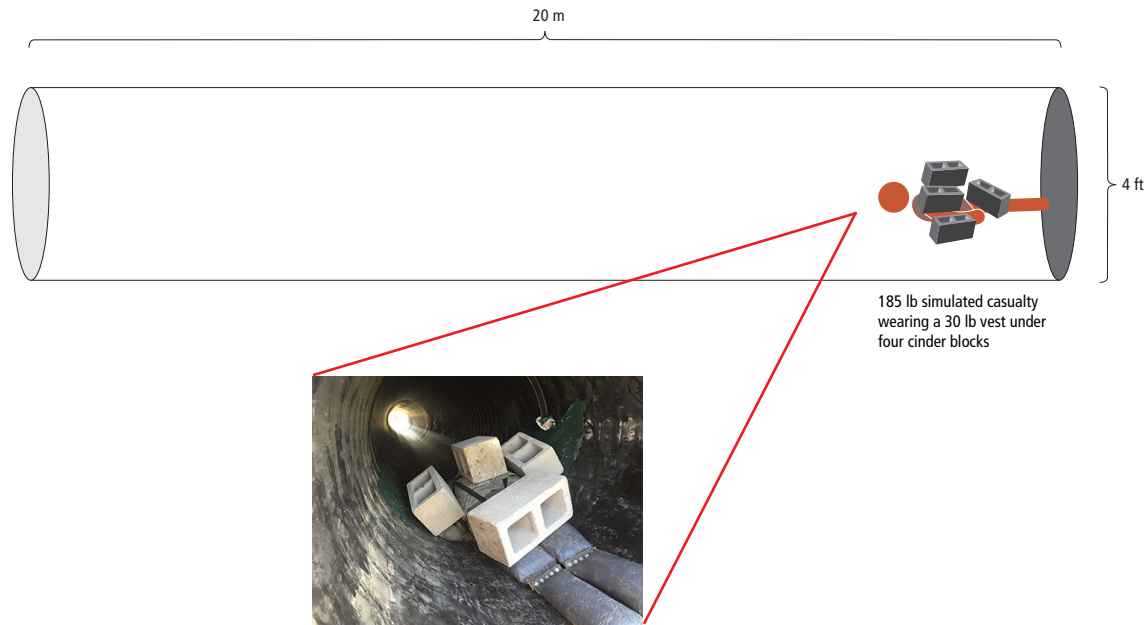 20 m
4 ft
185 lb simulated casualty
wearing a 30 lb vest under
four cinder blocks